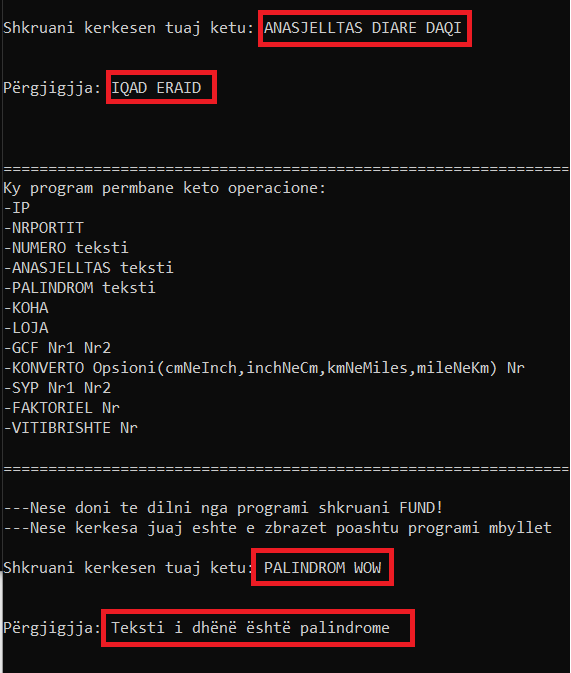 Shkruani kerkesen tuaj ketu: ANASJELLTAS DIARE DAQI
Përgjigjja: IQAD ERAID
===============================================================
Ky program permbane keto operacione:
-IP
-NRPORTIT
-NUMERO teksti
-ANASJELLTAS teksti
-PALINDROM teksti
-KOHA
-LOJA
-GCF Nr1 Nr2
-KONVERTO Opsioni(cmNeInch,inchNeCm,kmNeMiles,mileNeKm) Nr
-SYP Nr1 Nr2
-FAKTORIEL Nr
-VITIBRISHTE Nr
===============================================================
---Nese doni te dilni nga programi shkruani FUND!
---Nese kerkesa juaj eshte e zbrazet poashtu programi mbyllet
Shkruani kerkesen tuaj ketu: PALINDROM WOW
Përgjigjja: Teksti i dhënë është palindrome